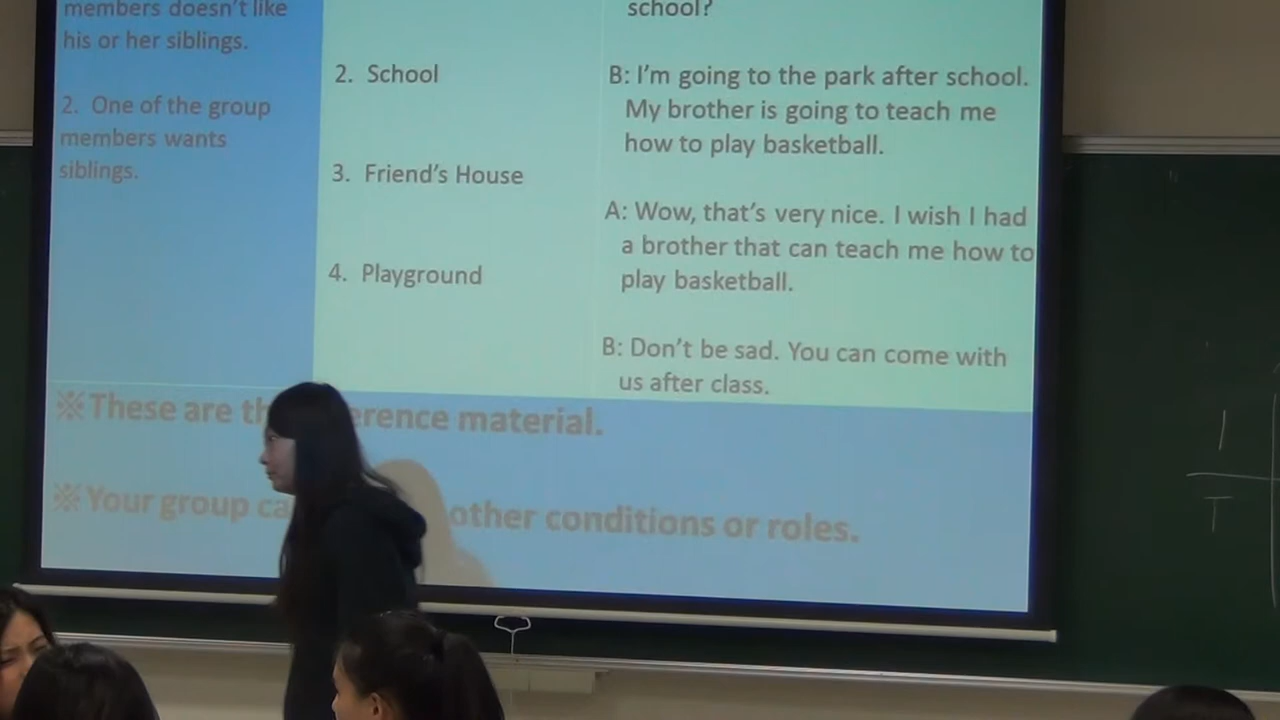 members doesn't like
his or her siblings.
2. One of the group
members wants
siblings.
2. School
3. Friend's House
4. Playground
school?
B: I'm going to the park after school.
My brother is going to teach me
how to play basketball.
A: Wow, that's very nice. I wish I had
a brother that can teach me how to
play basketball.
B: Don't be sad. You can come with
us after class.
※These are erence material.
※Your group other conditions or roles.
1
T